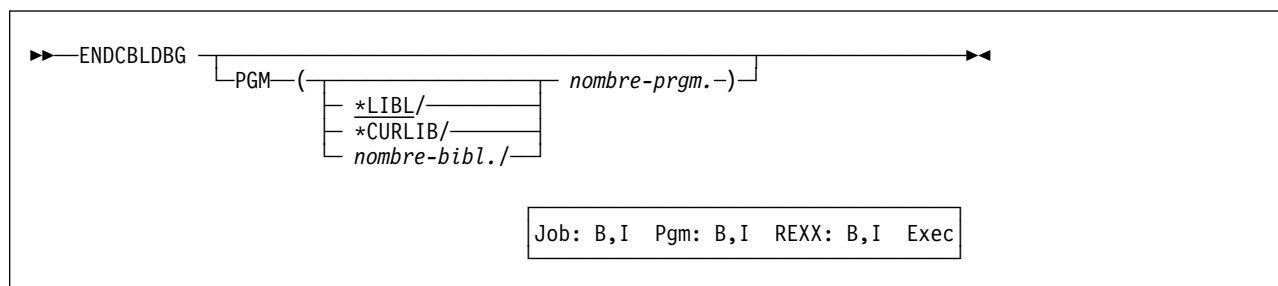 ENDCBLDBG
PGM ( nombre-prgm. )
*LIBL/
*CURLIB/
nombre-bibl./
Job: B,I Pgm: B,I REXX: B,I Exec